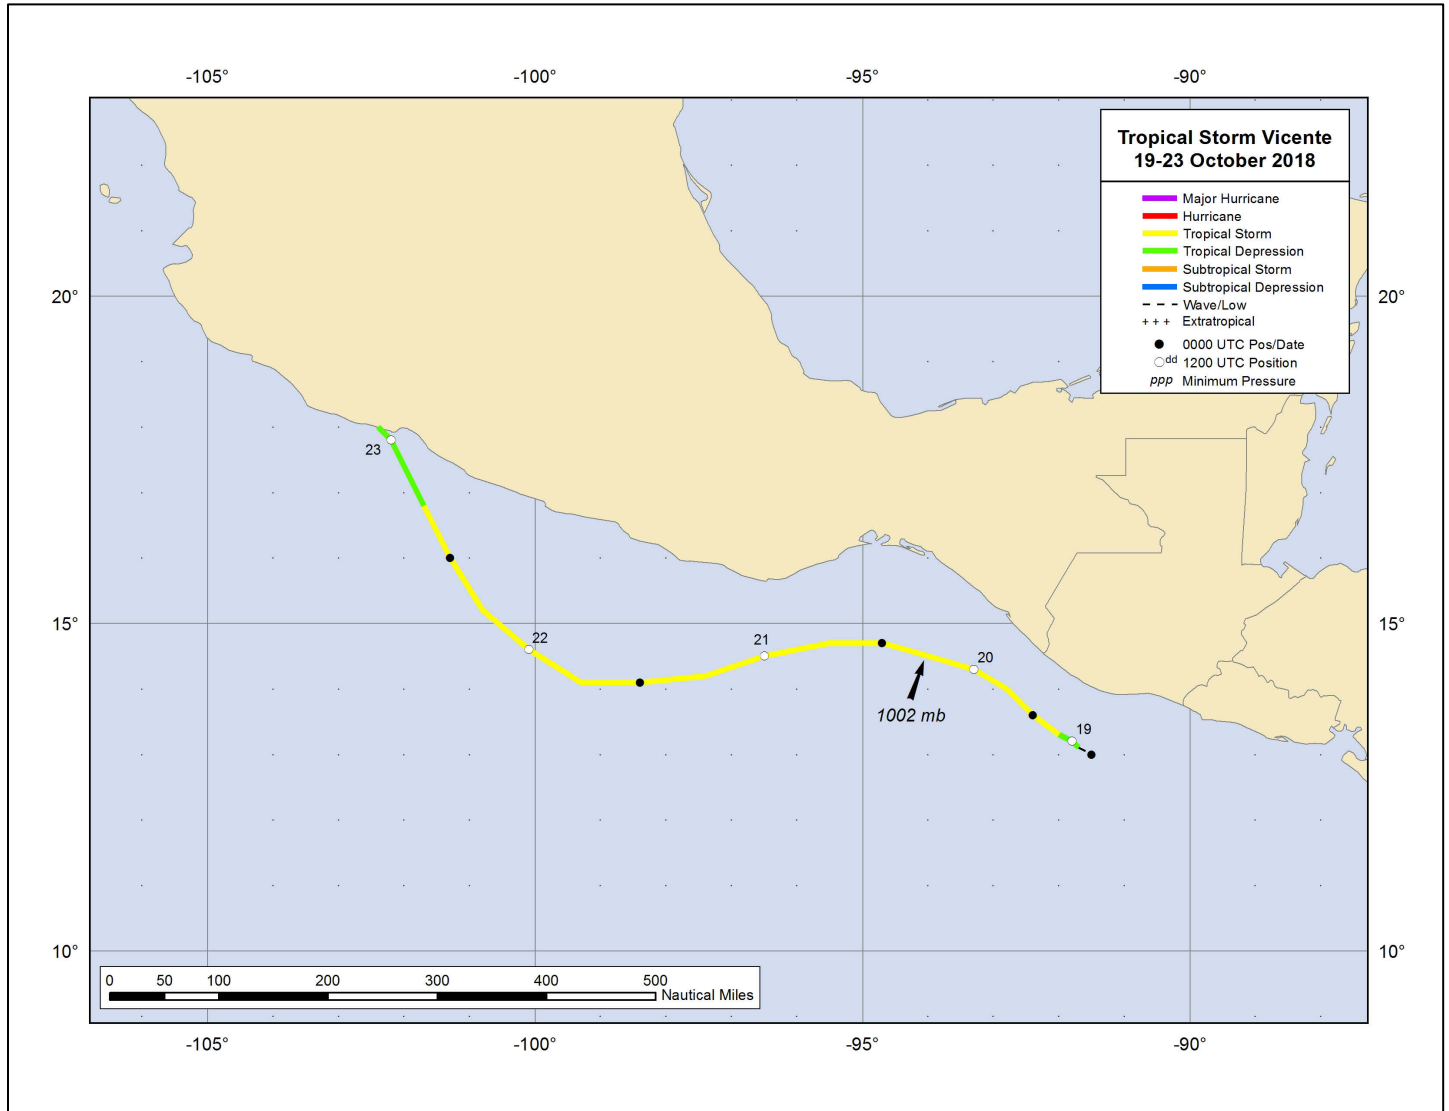 -105° -100° -95° -90°
Tropical Storm Vicente
19-23 October 2018
Major Hurricane
Hurricane
Tropical Storm
Tropical Depression
Subtropical Storm
Subtropical Depression
Wave/Low
+++ Extratropical
0000 UTC Pos/Date
dd 1200 UTC Position
ppp Minimum Pressure
20° 20°
23
15° 15°
22
21
20
1002 mb
19
10° 10°
0 50 100 200 300 400 500
Nautical Miles
-105° -100° -95° -90°